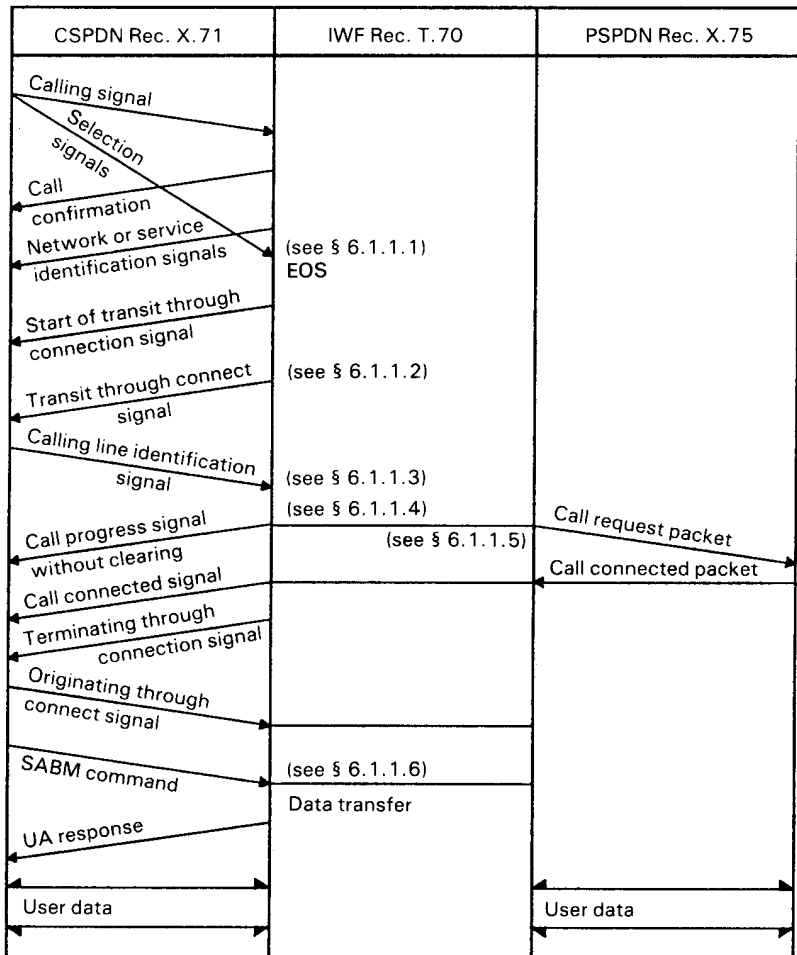 CSPDN Rec. X.71
IWF Rec. T.70
PSPDN Rec. X.75
Calling signal
Selection
signals
Call
confirmation
Network or service
identification signals
(see § 6.1.1.1)
EOS
Start of transit through
connection signal
Transit through connect
signal
(see § 6.1.1.2)
Calling line identification
signal
(see § 6.1.1.3)
(see § 6.1.1.4)
Call progress signal
without clearing
(see § 6.1.1.5)
Call request packet
Call connected packet
Call connected signal
Terminating through
connection signal
Originating through
connect signal
SABM command
(see § 6.1.1.6)
Data transfer
UA response
User data
User data